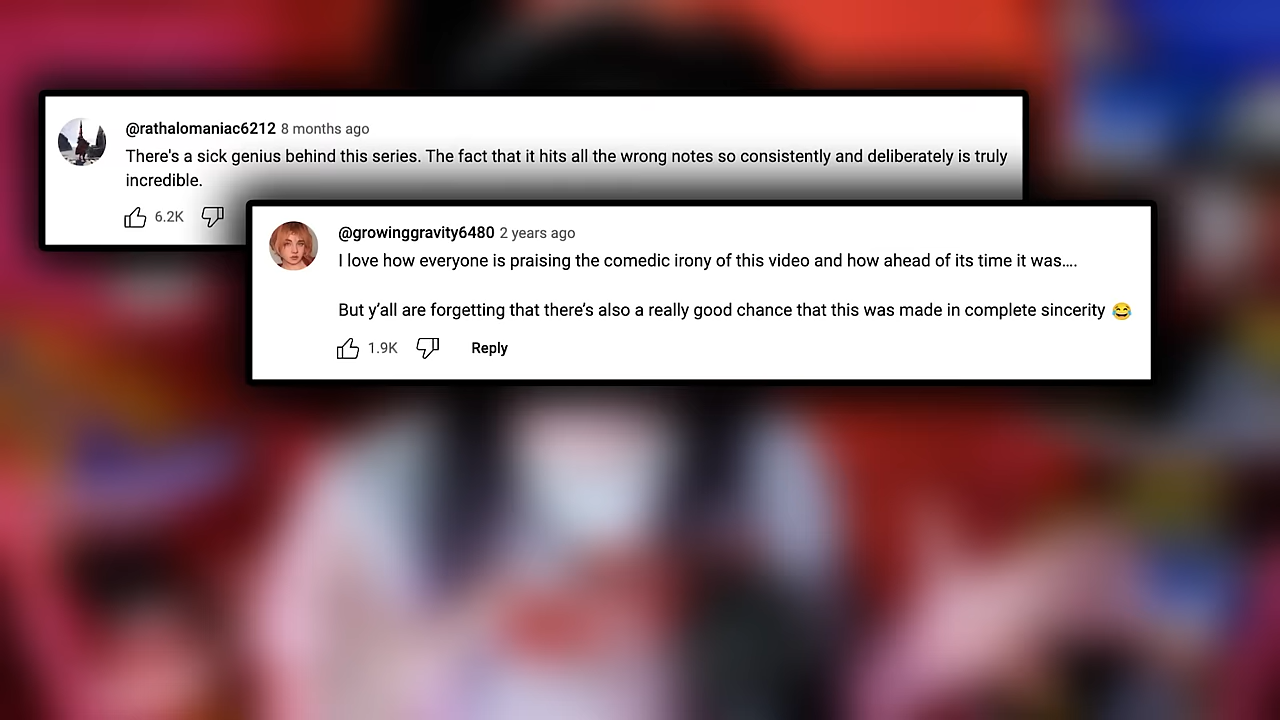 @rathalomaniac6212 8 months ago
There's a sick genius behind this series. The fact that it hits all the wrong notes so consistently and deliberately is truly
incredible.
6.2K
@growinggravity6480 2 years ago
I love how everyone is praising the comedic irony of this video and how ahead of its time it was....
But y’all are forgetting that there’s also a really good chance that this was made in complete sincerity 😂
1.9K Reply